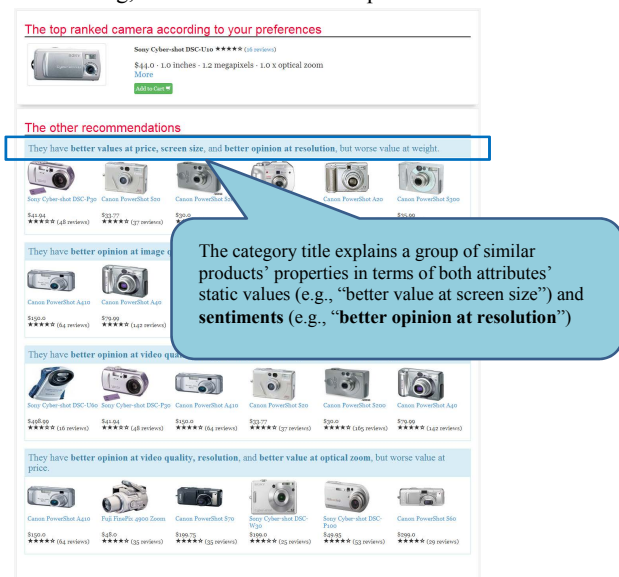 The top ranked camera according to your preferences
Sony Cyber-shot DSC-U10 ★★★★☆ (16 reviews)
$44.0 · 1.0 inches · 1.2 megapixels · 1.0 x optical zoom
More
Add to Cart
The other recommendations
They have better values at price, screen size, and better opinion at resolution, but worse value at weight.
Sony Cyber-shot DSC-P30 Canon PowerShot S20 Canon PowerShot Canon PowerShot A20 Canon PowerShot S300
$41.94 $33.77 $30.0 $35.99
★★★★☆ (48 reviews) ★★★★☆ (37 reviews)
The category title explains a group of similar
products’ properties in terms of both attributes’
static values (e.g., “better value at screen size”) and
sentiments (e.g., “better opinion at resolution”)
They have better opinion at image
Canon PowerShot A410 Canon PowerShot A40
$150.0 $79.99
★★★★☆ (64 reviews) ★★★★☆ (142 reviews)
They have better opinion at video
Sony Cyber-shot DSC-U60 Sony Cyber-shot DSC-P30 Canon PowerShot A410 Canon PowerShot S20 Canon PowerShot S200 Canon PowerShot A40
$498.99 $41.94 $150.0 $33.77 $30.0 $79.99
★★★★☆ (16 reviews) ★★★★☆ (48 reviews) ★★★★☆ (64 reviews) ★★★★☆ (37 reviews) ★★★★☆ (165 reviews) ★★★★☆ (142 reviews)
They have better opinion at video quality, resolution, and better value at optical zoom, but worse value at
price.
Canon PowerShot A410 Fuji FinePix 4900 Zoom Canon PowerShot S70 Sony Cyber-shot DSC- Sony Cyber-shot DSC- Canon PowerShot S60
W30 P100
$150.0 $48.0 $199.75 $199.0 $49.95 $299.0
★★★★☆ (64 reviews) ★★★★☆ (35 reviews) ★★★★☆ (35 reviews) ★★★★☆ (25 reviews) ★★★★☆ (53 reviews) ★★★★☆ (29 reviews)